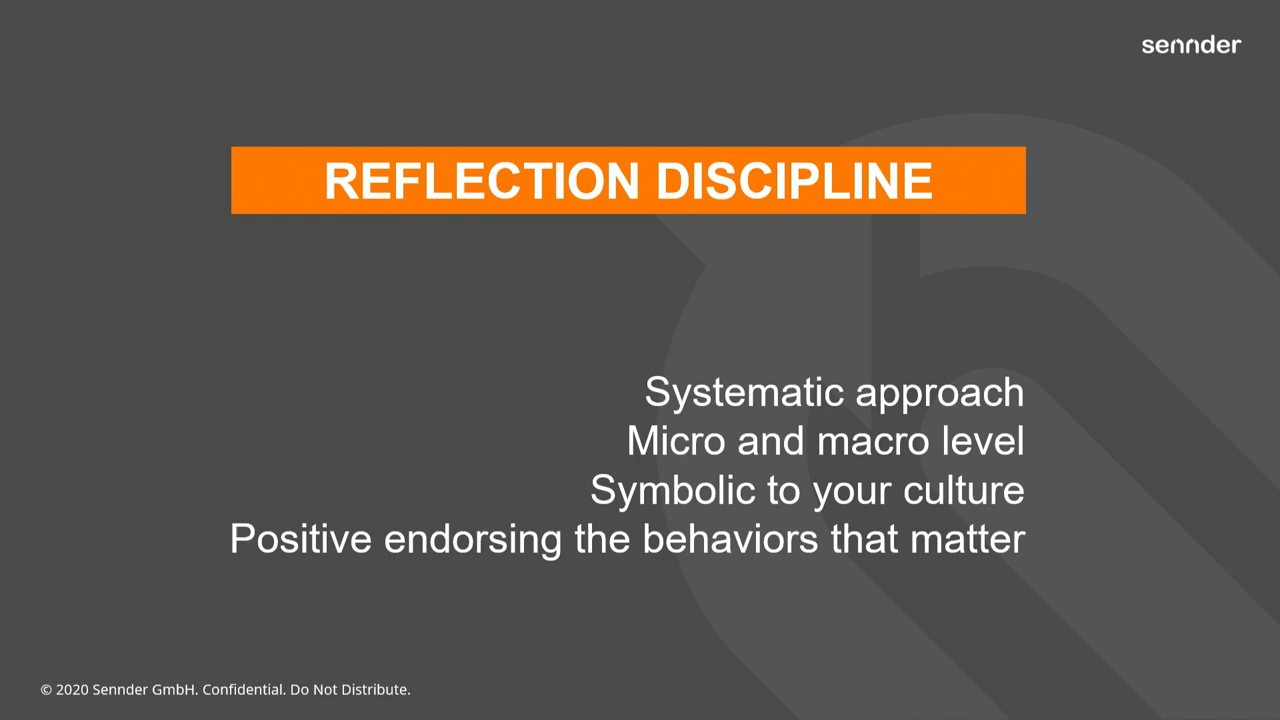 sennder
REFLECTION DISCIPLINE
Systematic approach
Micro and macro level
Symbolic to your culture
Positive endorsing the behaviors that matter
© 2020 Sennder GmbH. Confidential. Do Not Distribute.